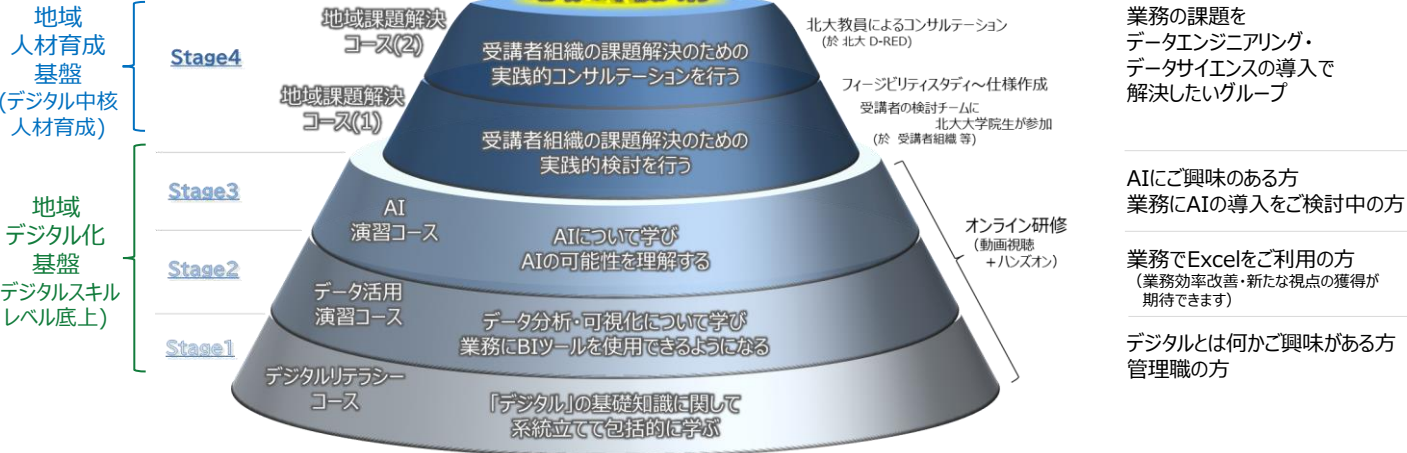 地域
人材育成
基盤
(デジタル中核
人材育成)
地域
デジタル化
基盤
デジタルスキル
レベル底上)
Stage4
Stage3
Stage2
Stage1
地域課題解決
コース(2)
受講者組織の課題解決のための
実践的コンサルテーションを行う
地域課題解決
コース(1)
受講者組織の課題解決のための
実践的検討を行う
AI
演習コース
AIについて学び
AIの可能性を理解する
データ活用
演習コース
データ分析・可視化について学び
業務にBIツールを使用できるようになる
デジタルリテラシー
コース
「デジタル」の基礎知識に関して
系統立てて包括的に学ぶ
北大教員によるコンサルテーション
(於 北大 D-RED)
フィージビリティスタディ～仕様作成
受講者の検討チームに
北大大学院生が参加
(於 受講者組織 等)
オンライン研修
(動画視聴
+ハンズオン)
業務の課題を
データエンジニアリング・
データサイエンスの導入で
解決したいグループ
AIにご興味のある方
業務にAIの導入をご検討中の方
業務でExcelをご利用の方
(業務効率改善・新たな視点の獲得が
期待できます)
デジタルとは何かご興味がある方
管理職の方